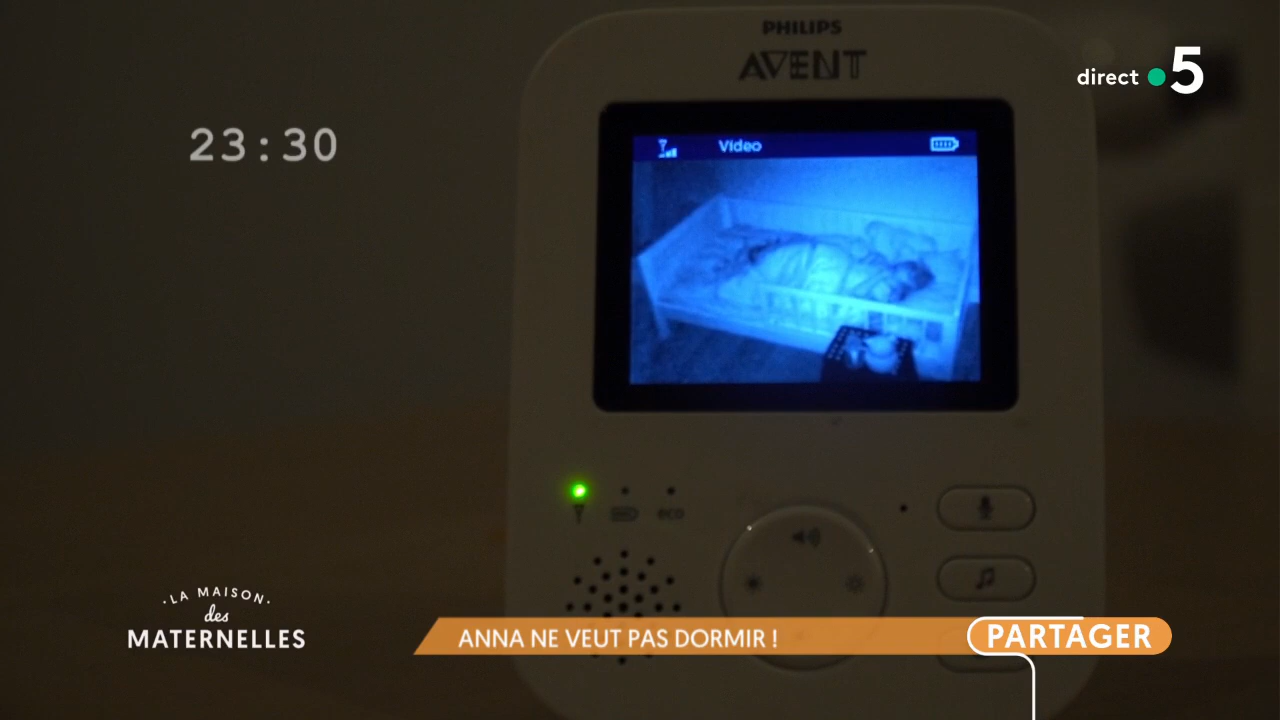 PHILIPS
AVENT
direct 5
23:30
Video
eco
LA MAISON
des
MATERNELLES
ANNA NE VEUT PAS DORMIR !
PARTAGER